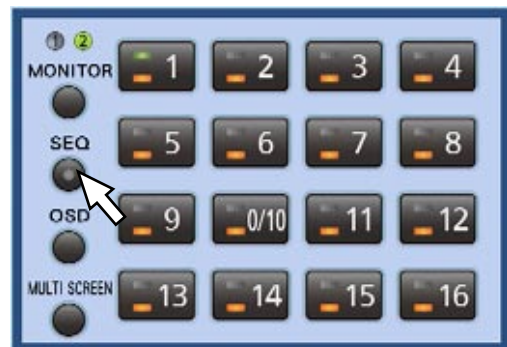 1 2
MONITOR 1 2 3 4
SEQ 5 6 7 8
OSD 9 0/10 11 12
MULTI SCREEN 13 14 15 16